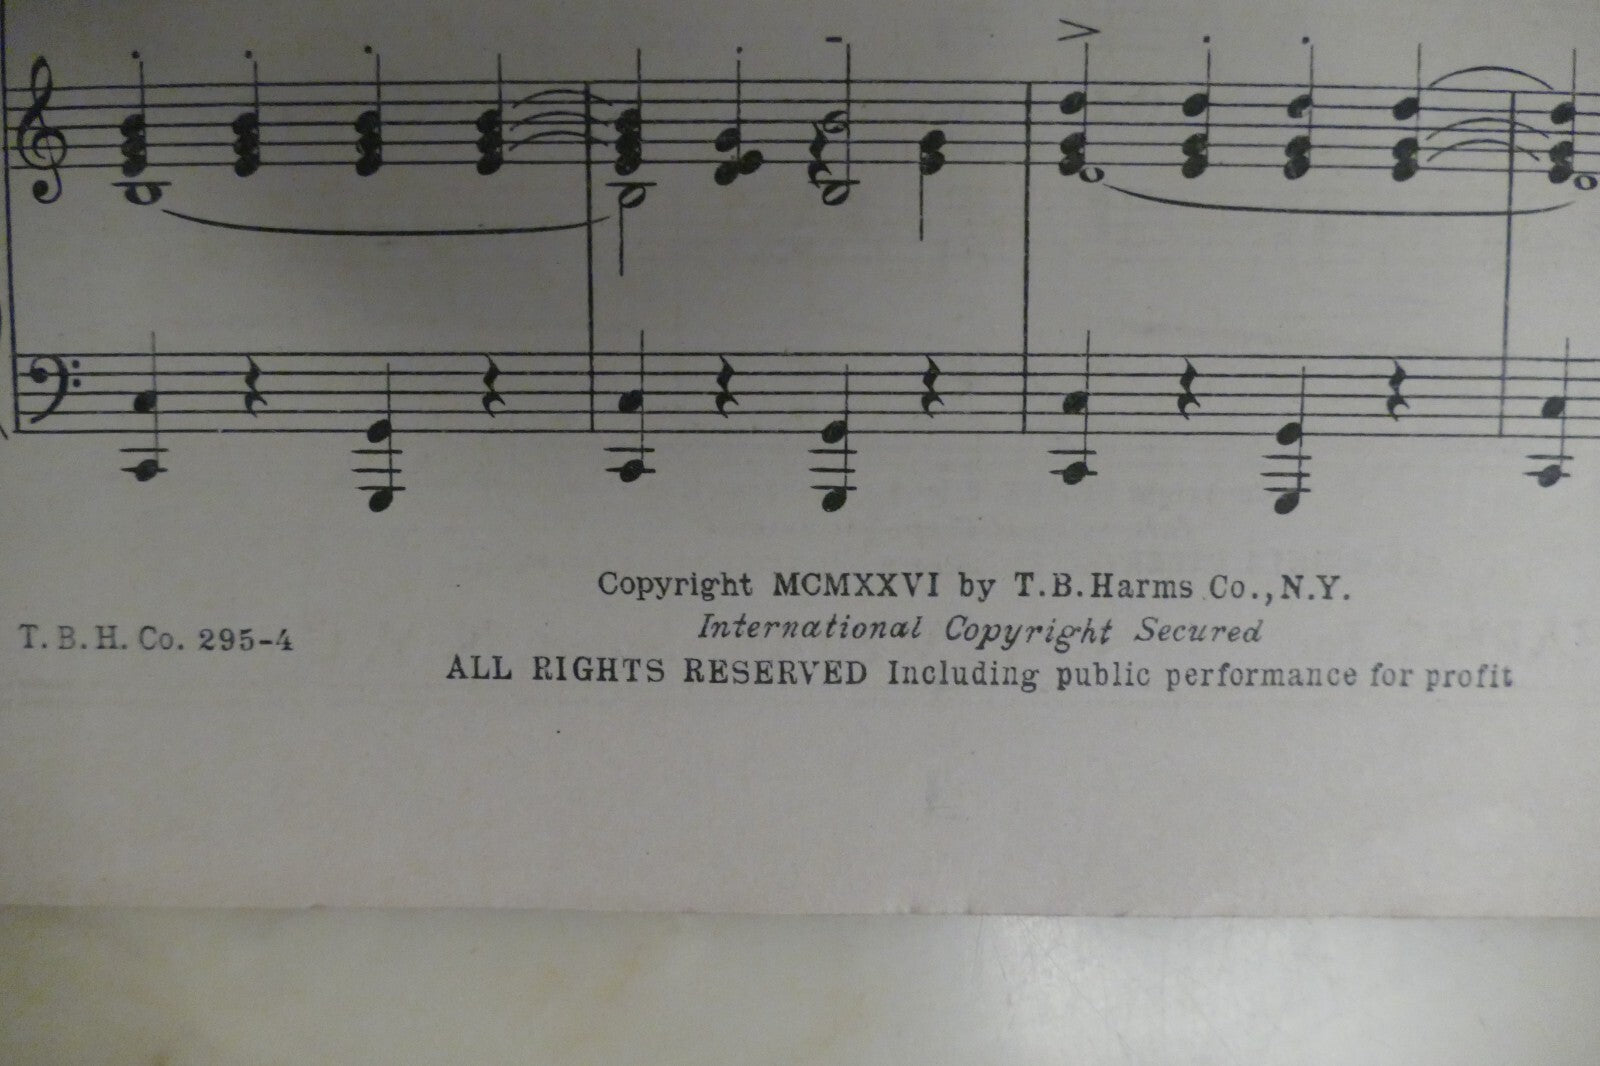 Copyright MCMXXVI by T.B.Harms Co.,N.Y.
T.B.H. Co. 295-4
International Copyright Secured
ALL RIGHTS RESERVED Including public performance for profit